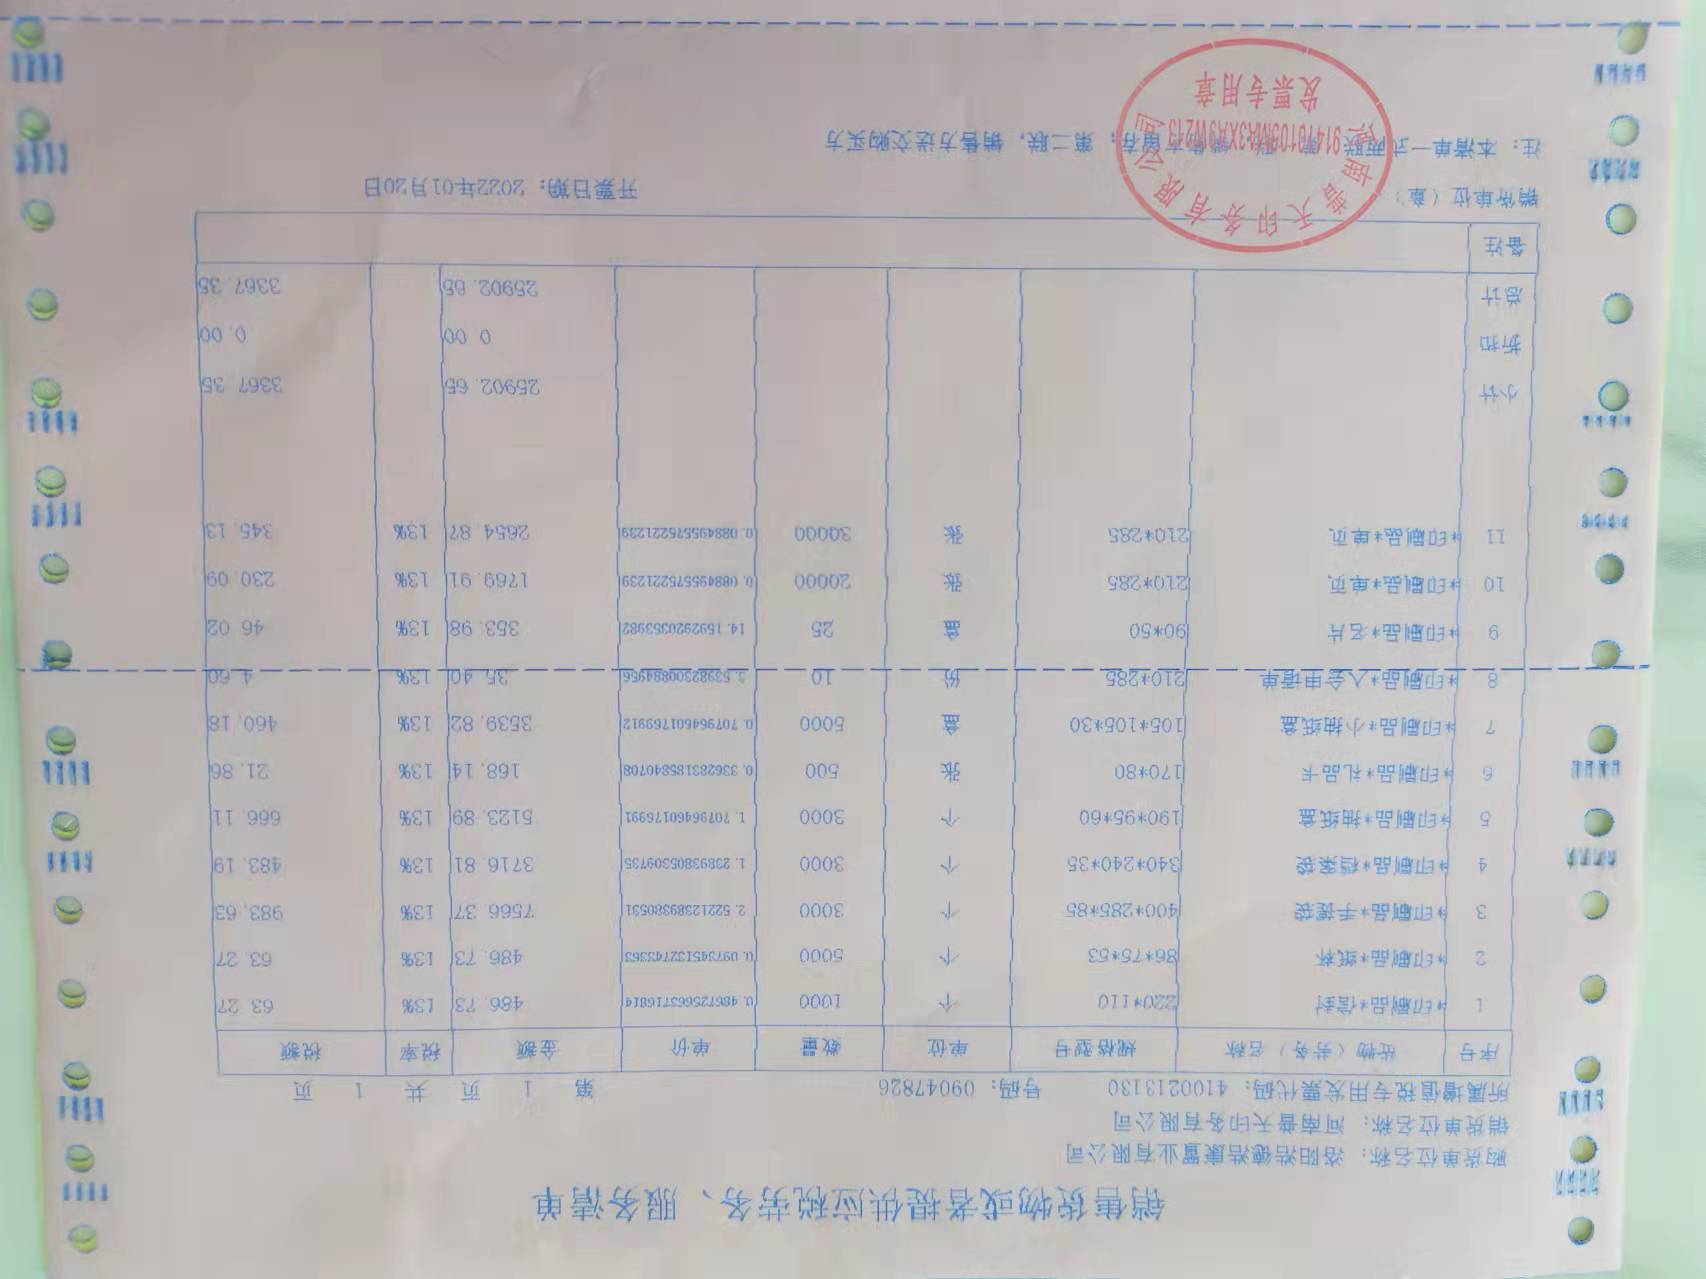 销售货物或者提供应税劳务、服务清单
购货单位名称：洛阳浩德浩康置业有限公司
销货单位名称：河南普天印务有限公司
所属增值税专用发票代码：4100213130 号码：09047826 第 1 页 共 1 页
序号 货物（劳务）名称 规格型号 单位 数量 单价 金额 税率 税额
1 *印刷品*信封 220*110 个 1000 0.486725663716814 486.73 13% 63.27
2 *印刷品*纸杯 86*75*53 个 5000 0.0973451327433363 486.73 13% 63.27
3 *印刷品*手提袋 400*285*85 个 3000 2.52212389380531 7566.37 13% 983.63
4 *印刷品*档案袋 340*240*35 个 3000 1.23893805309735 3716.81 13% 483.19
5 *印刷品*抽纸盒 190*95*60 个 3000 1.70796460176991 5123.89 13% 666.11
6 *印刷品*礼品卡 170*80 张 500 0.336283185840708 168.14 13% 21.86
7 *印刷品*小抽纸盒 105*105*30 盒 5000 0.707964601769912 3539.82 13% 460.18
8 *印刷品*入会申请单 210*285 份 10 3.53982300884956 35.40 13% 4.60
9 *印刷品*名片 90*50 盒 25 14.1592920353982 353.98 13% 46.02
10 *印刷品*单页 210*285 张 20000 0.0884955752212239 1769.91 13% 230.09
11 *印刷品*单页 210*285 张 30000 0.0884955752212239 2654.87 13% 345.13
小计 25902.65 3367.35
折扣 0.00 0.00
总计 25902.65 3367.35
备注
销货单位（章） 开票日期：2022年01月20日
注：本清单一式两联：第一联，销售方留存；第二联，销售方送交购买方
河南普天印务有限公司
91410105MA3XA9W213
发票专用章